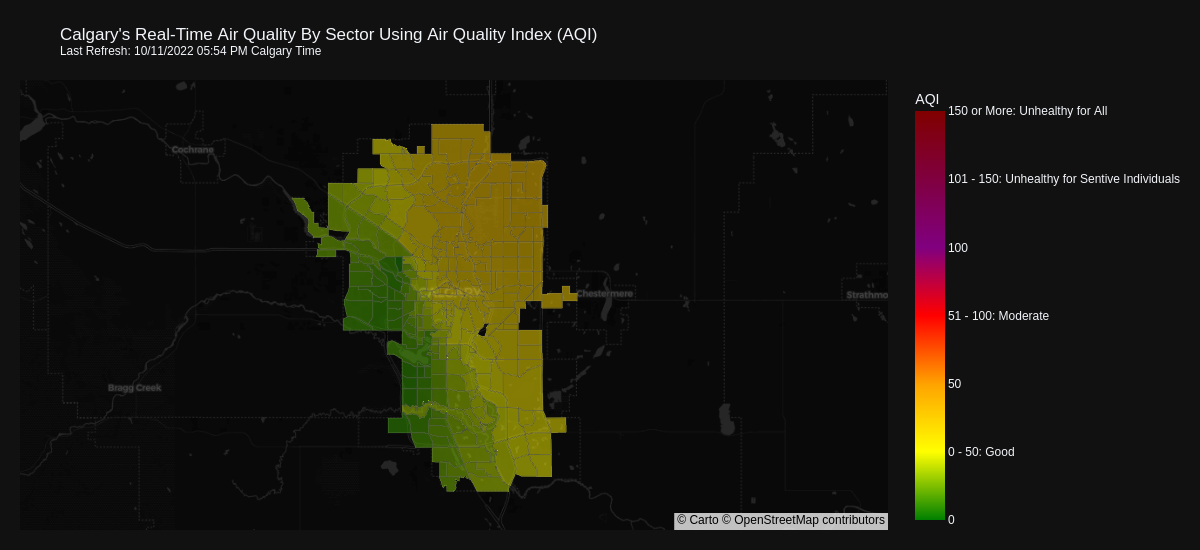 Calgary's Real-Time Air Quality By Sector Using Air Quality Index (AQI)
Last Refresh: 10/11/2022 05:54 PM Calgary Time
AQI
150 or More: Unhealthy for All
Cochrane
101 - 150: Unhealthy for Sentive Individuals
100
Chestermere
Strathmo
51 - 100: Moderate
50
Bragg Creek
0 - 50: Good
0
© Carto © OpenStreetMap contributors